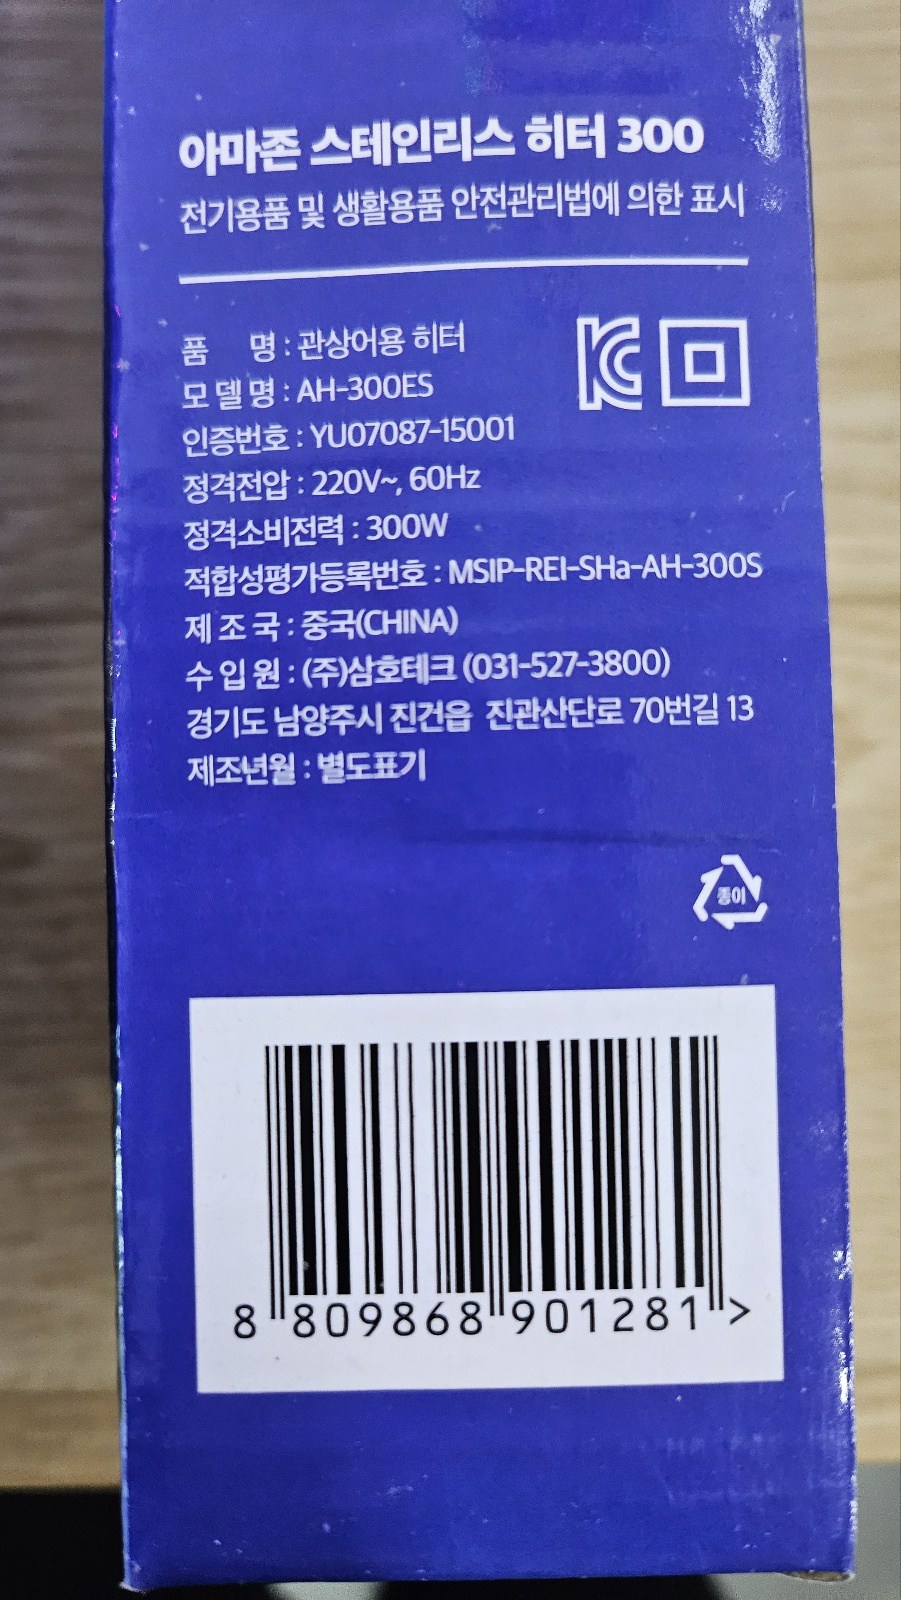 아마존 스테인리스 히터 300
전기용품 및 생활용품 안전관리법에 의한 표시
품 명 : 관상어용 히터
모 델 명 : AH-300ES
인증번호 : YU07087-15001
정격전압 : 220V~, 60Hz
정격소비전력 : 300W
적합성평가등록번호 : MSIP-REI-SHa-AH-300S
제 조 국 : 중국(CHINA)
수 입 원 : (주)삼호테크 (031-527-3800)
경기도 남양주시 진건읍 진관산단로 70번길 13
제조년월 : 별도표기
종이
8 809868 901281 >